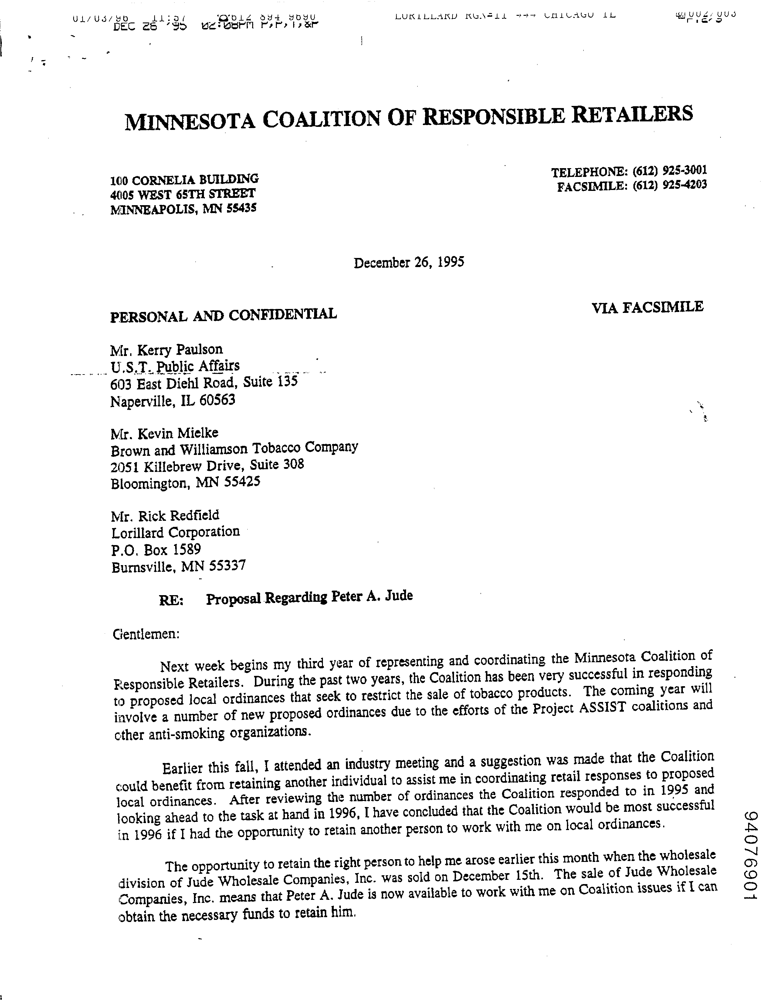 01/03/96 11:37 612 894 9690 LORILLARD RGN#11 →→→ CHICAGO IL 002/003
DEC 26 '95 02:08PM
MINNESOTA COALITION OF RESPONSIBLE RETAILERS
100 CORNELIA BUILDING
4005 WEST 65TH STREET
MINNEAPOLIS, MN 55435
TELEPHONE: (612) 925-3001
FACSIMILE: (612) 925-4203
December 26, 1995
PERSONAL AND CONFIDENTIAL
VIA FACSIMILE
Mr. Kerry Paulson
U.S.T. Public Affairs
603 East Diehl Road, Suite 135
Naperville, IL 60563
Mr. Kevin Mielke
Brown and Williamson Tobacco Company
2051 Killebrew Drive, Suite 308
Bloomington, MN 55425
Mr. Rick Redfield
Lorillard Corporation
P.O. Box 1589
Burnsville, MN 55337
RE: Proposal Regarding Peter A. Jude
Gentlemen:
Next week begins my third year of representing and coordinating the Minnesota Coalition of
Responsible Retailers. During the past two years, the Coalition has been very successful in responding
to proposed local ordinances that seek to restrict the sale of tobacco products. The coming year will
involve a number of new proposed ordinances due to the efforts of the Project ASSIST coalitions and
other anti-smoking organizations.
Earlier this fall, I attended an industry meeting and a suggestion was made that the Coalition
could benefit from retaining another individual to assist me in coordinating retail responses to proposed
local ordinances. After reviewing the number of ordinances the Coalition responded to in 1995 and
looking ahead to the task at hand in 1996, I have concluded that the Coalition would be most successful
in 1996 if I had the opportunity to retain another person to work with me on local ordinances.
The opportunity to retain the right person to help me arose earlier this month when the wholesale
division of Jude Wholesale Companies, Inc. was sold on December 15th. The sale of Jude Wholesale
Companies, Inc. means that Peter A. Jude is now available to work with me on Coalition issues if I can
obtain the necessary funds to retain him.
94076901